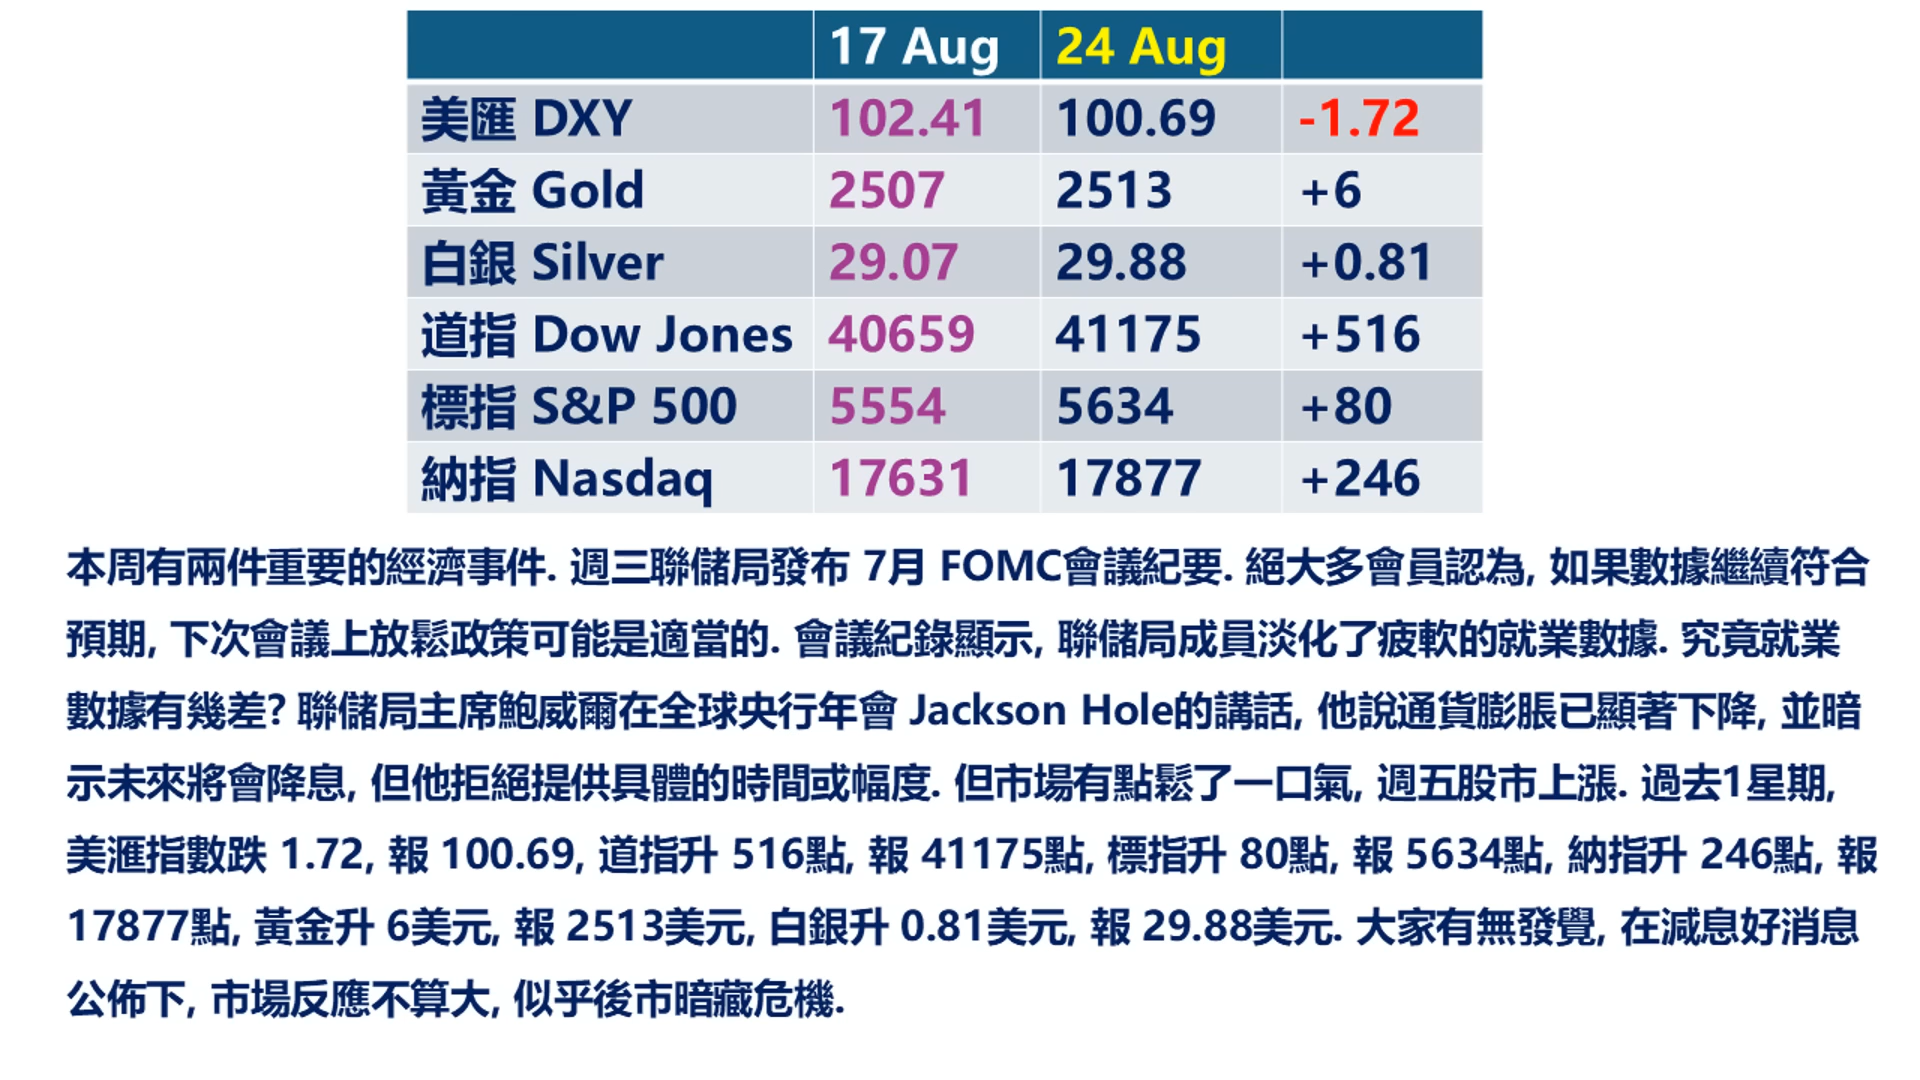 17 Aug 24 Aug
美匯 DXY 102.41 100.69 -1.72
黃金 Gold 2507 2513 +6
白銀 Silver 29.07 29.88 +0.81
道指 Dow Jones 40659 41175 +516
標指 S&P 500 5554 5634 +80
納指 Nasdaq 17631 17877 +246
本周有兩件重要的經濟事件. 週三聯儲局發布 7月 FOMC會議紀要. 絕大多會員認為, 如果數據繼續符合
預期, 下次會議上放鬆政策可能是適當的. 會議紀錄顯示, 聯儲局成員淡化了疲軟的就業數據. 究竟就業
數據有幾差? 聯儲局主席鮑威爾在全球央行年會 Jackson Hole的講話, 他說通貨膨脹已顯著下降, 並暗
示未來將會降息, 但他拒絕提供具體的時間或幅度. 但市場有點鬆了一口氣, 週五股市上漲. 過去1星期,
美滙指數跌 1.72, 報 100.69, 道指升 516點, 報 41175點, 標指升 80點, 報 5634點, 納指升 246點, 報
17877點, 黃金升 6美元, 報 2513美元, 白銀升 0.81美元, 報 29.88美元. 大家有無發覺, 在減息好消息
公佈下, 市場反應不算大, 似乎後市暗藏危機.